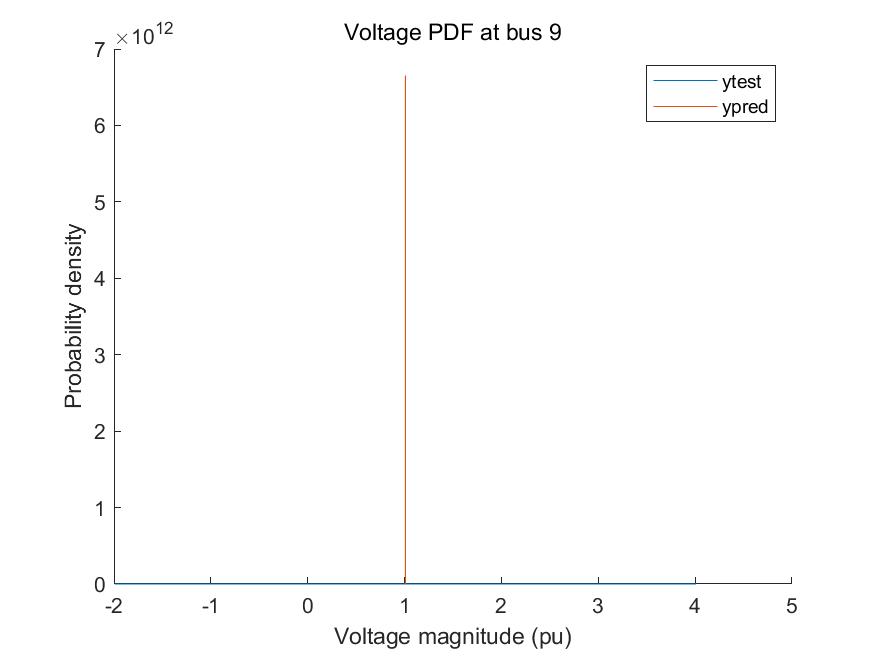 Voltage PDF at bus 9
×10^12
7
6
5
4
3
2
1
0
Probability density
-2 -1 0 1 2 3 4 5
Voltage magnitude (pu)
ytest
ypred